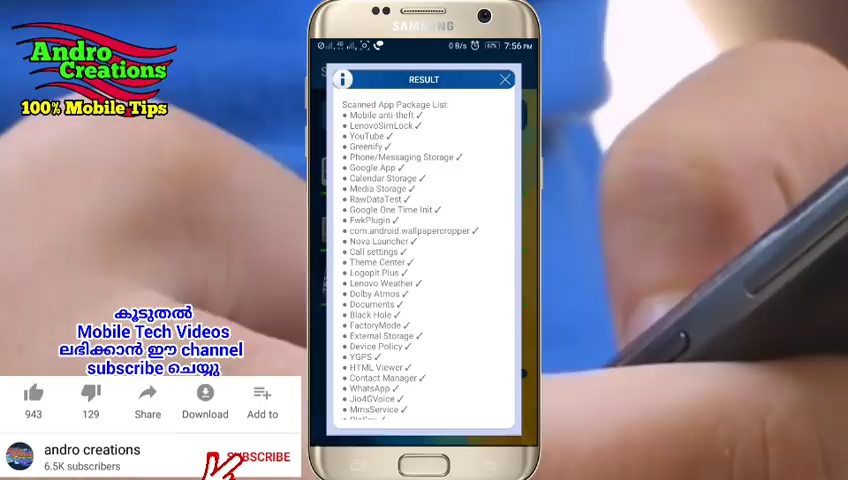 Andro
Creations
100% Mobile Tips
SAMSUNG
0 B/s 7:56 PM
RESULT
Scanned App Package List:
● Mobile anti-theft ✓
● LenovoSimLock ✓
● YouTube ✓
● Greenify ✓
● Phone/Messaging Storage ✓
● Google App ✓
● Calendar Storage ✓
● Media Storage ✓
● RawDataTest ✓
● Google One Time Init ✓
● FwkPlugin ✓
● com.android.wallpapercropper ✓
● Nova Launcher ✓
● Call settings ✓
● Theme Center ✓
● Logopit Plus ✓
● Lenovo Weather ✓
● Dolby Atmos ✓
● Documents ✓
● Black Hole ✓
● FactoryMode ✓
● External Storage ✓
● Device Policy ✓
● YGPS ✓
● HTML Viewer ✓
● Contact Manager ✓
● WhatsApp ✓
● Jio4GVoice ✓
● MmsService ✓
കൂടുതൽ
Mobile Tech Videos
ലഭിക്കാൻ ഈ channel
subscribe ചെയ്യൂ
943 129 Share Download Add to
andro creations
6.5K subscribers
SUBSCRIBE